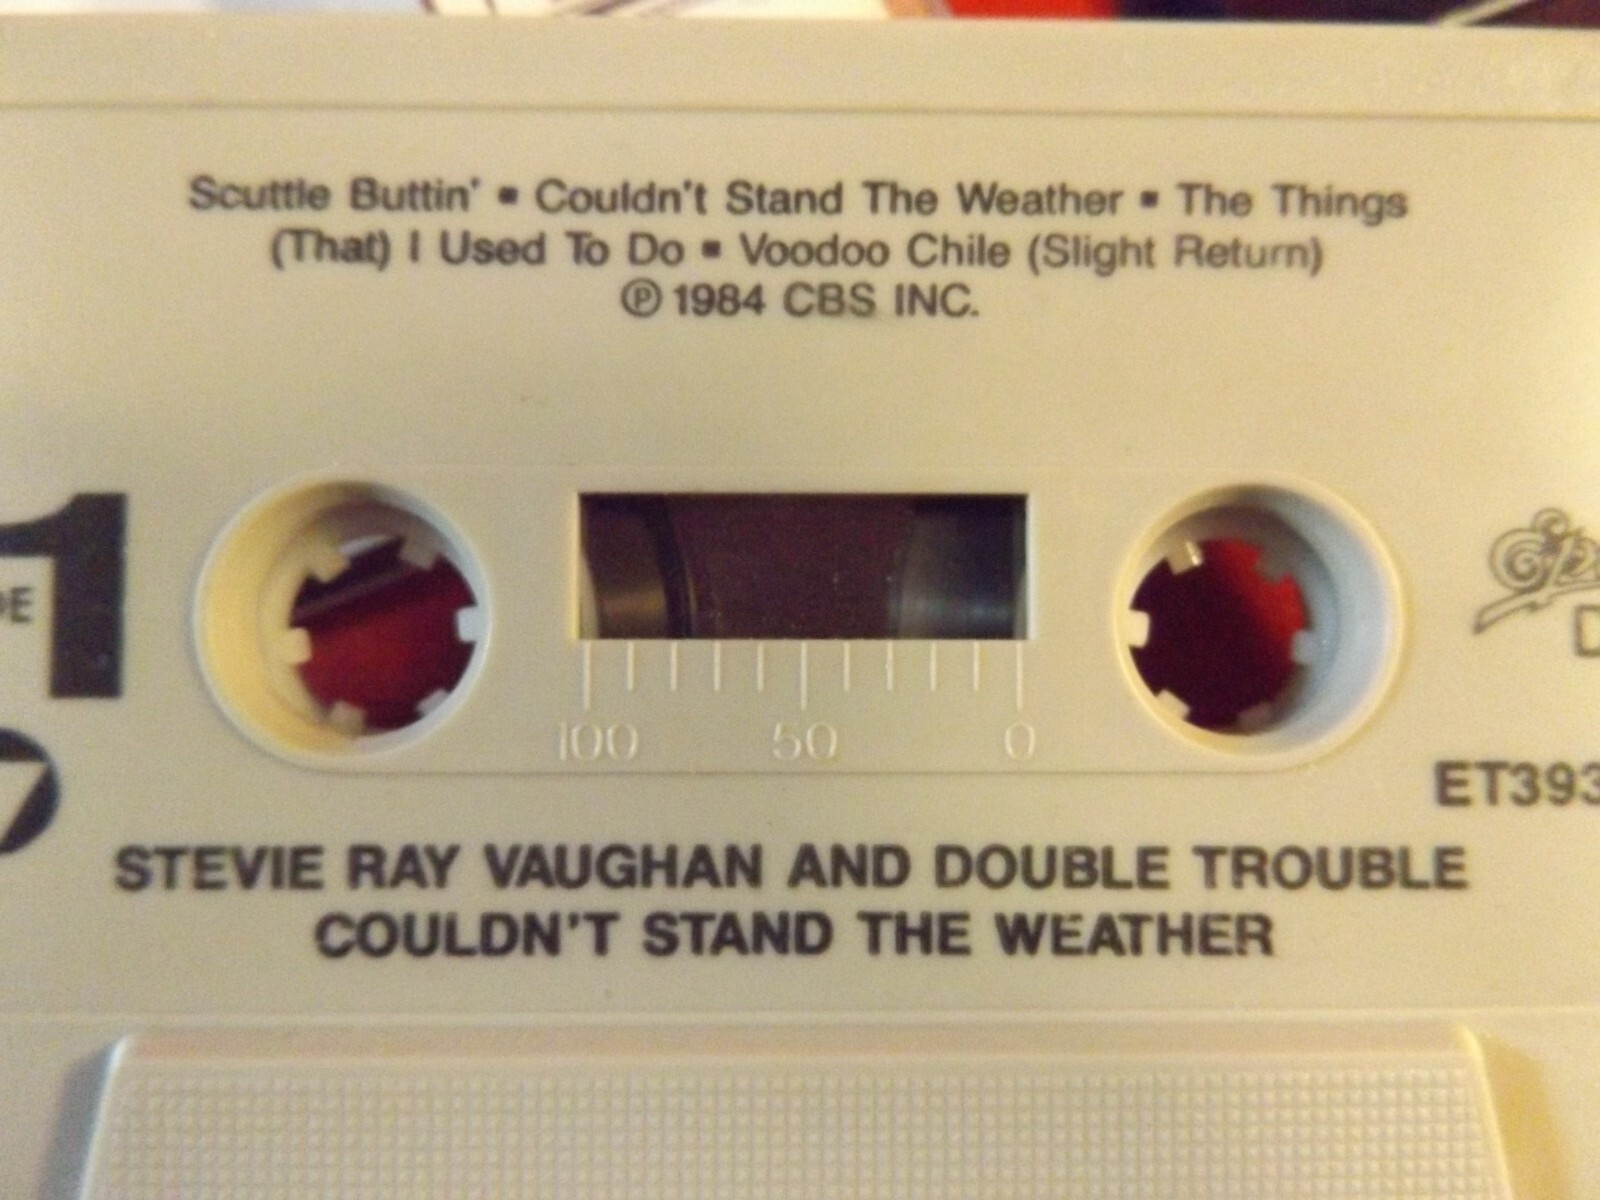 Scuttle Buttin' ▪ Couldn't Stand The Weather ▪ The Things
(That) I Used To Do ▪ Voodoo Chile (Slight Return)
℗ 1984 CBS INC.
1
100 50 0
ET393
STEVIE RAY VAUGHAN AND DOUBLE TROUBLE
COULDN'T STAND THE WEATHER